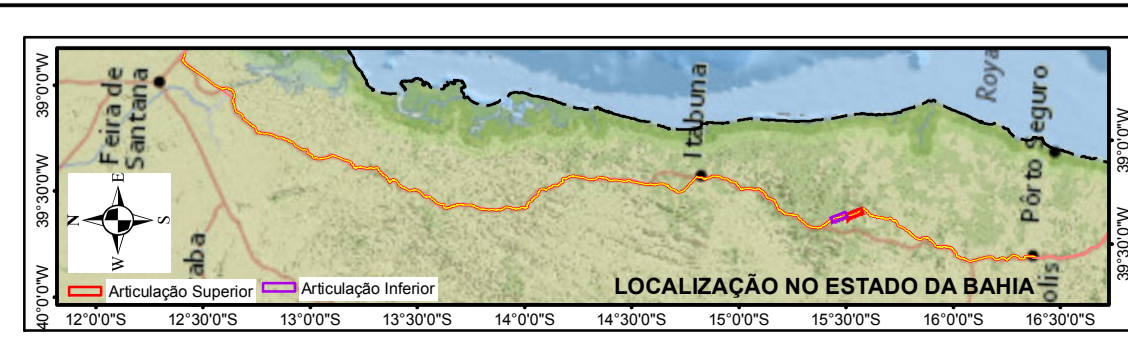 39°0'0"W
39°30'0"W
40°0'0"W
Feira de
Santana
Itabuna
Roya
Porto Seguro
olis
aba
N
E
S
W
Articulação Superior
Articulação Inferior
LOCALIZAÇÃO NO ESTADO DA BAHIA
39°0'0"W
39°30'0"W
12°0'0"S
12°30'0"S
13°0'0"S
13°30'0"S
14°0'0"S
14°30'0"S
15°0'0"S
15°30'0"S
16°0'0"S
16°30'0"S